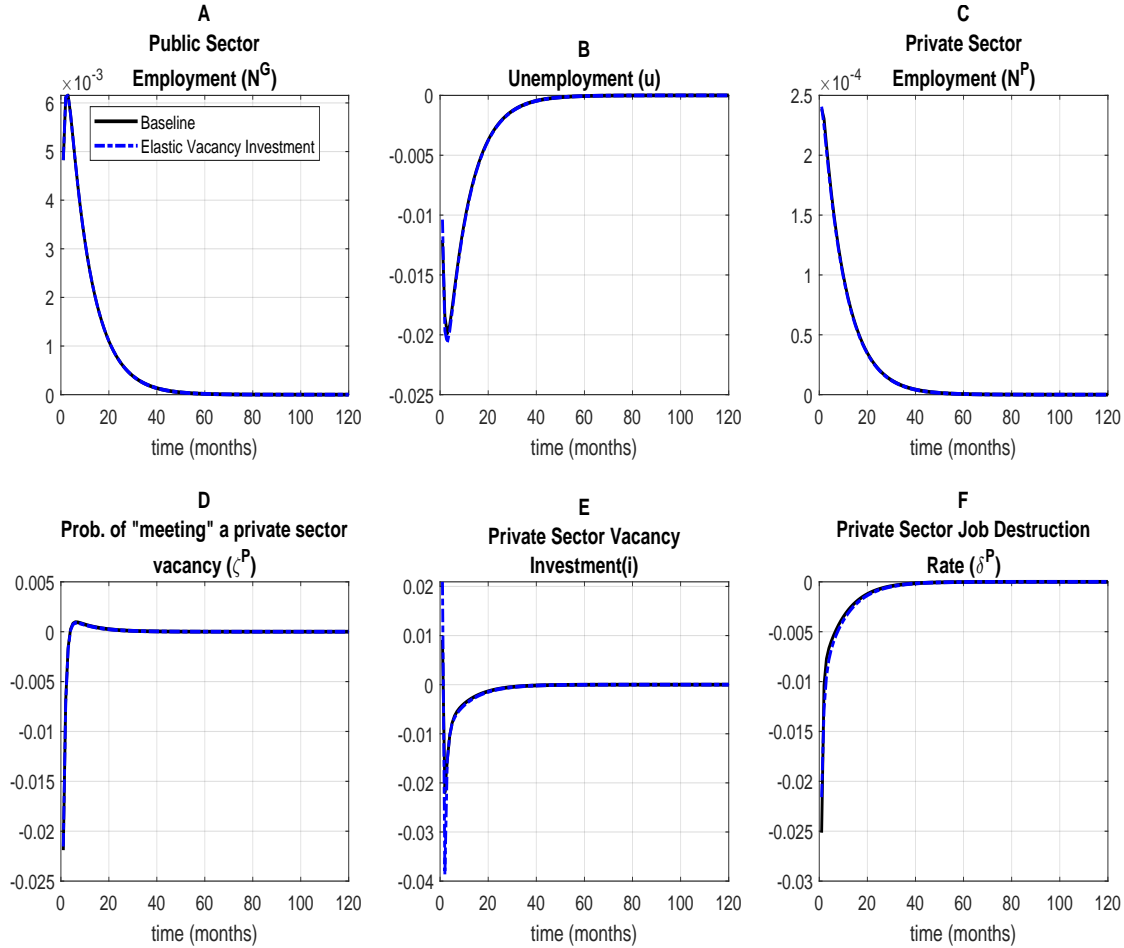 A
Public Sector
Employment (N^G)
×10^-3
6
5
4
3
2
1
0
Baseline
Elastic Vacancy Investment
0 20 40 60 80 100 120
time (months)
B
Unemployment (u)
0
-0.005
-0.01
-0.015
-0.02
-0.025
0 20 40 60 80 100 120
time (months)
C
Private Sector
Employment (N^P)
×10^-4
2.5
2
1.5
1
0.5
0
0 20 40 60 80 100 120
time (months)
D
Prob. of "meeting" a private sector
vacancy (ζ^P)
0.005
0
-0.005
-0.01
-0.015
-0.02
-0.025
0 20 40 60 80 100 120
time (months)
E
Private Sector Vacancy
Investment(i)
0.02
0.01
0
-0.01
-0.02
-0.03
-0.04
0 20 40 60 80 100 120
time (months)
F
Private Sector Job Destruction
Rate (δ^P)
0
-0.005
-0.01
-0.015
-0.02
-0.025
-0.03
0 20 40 60 80 100 120
time (months)